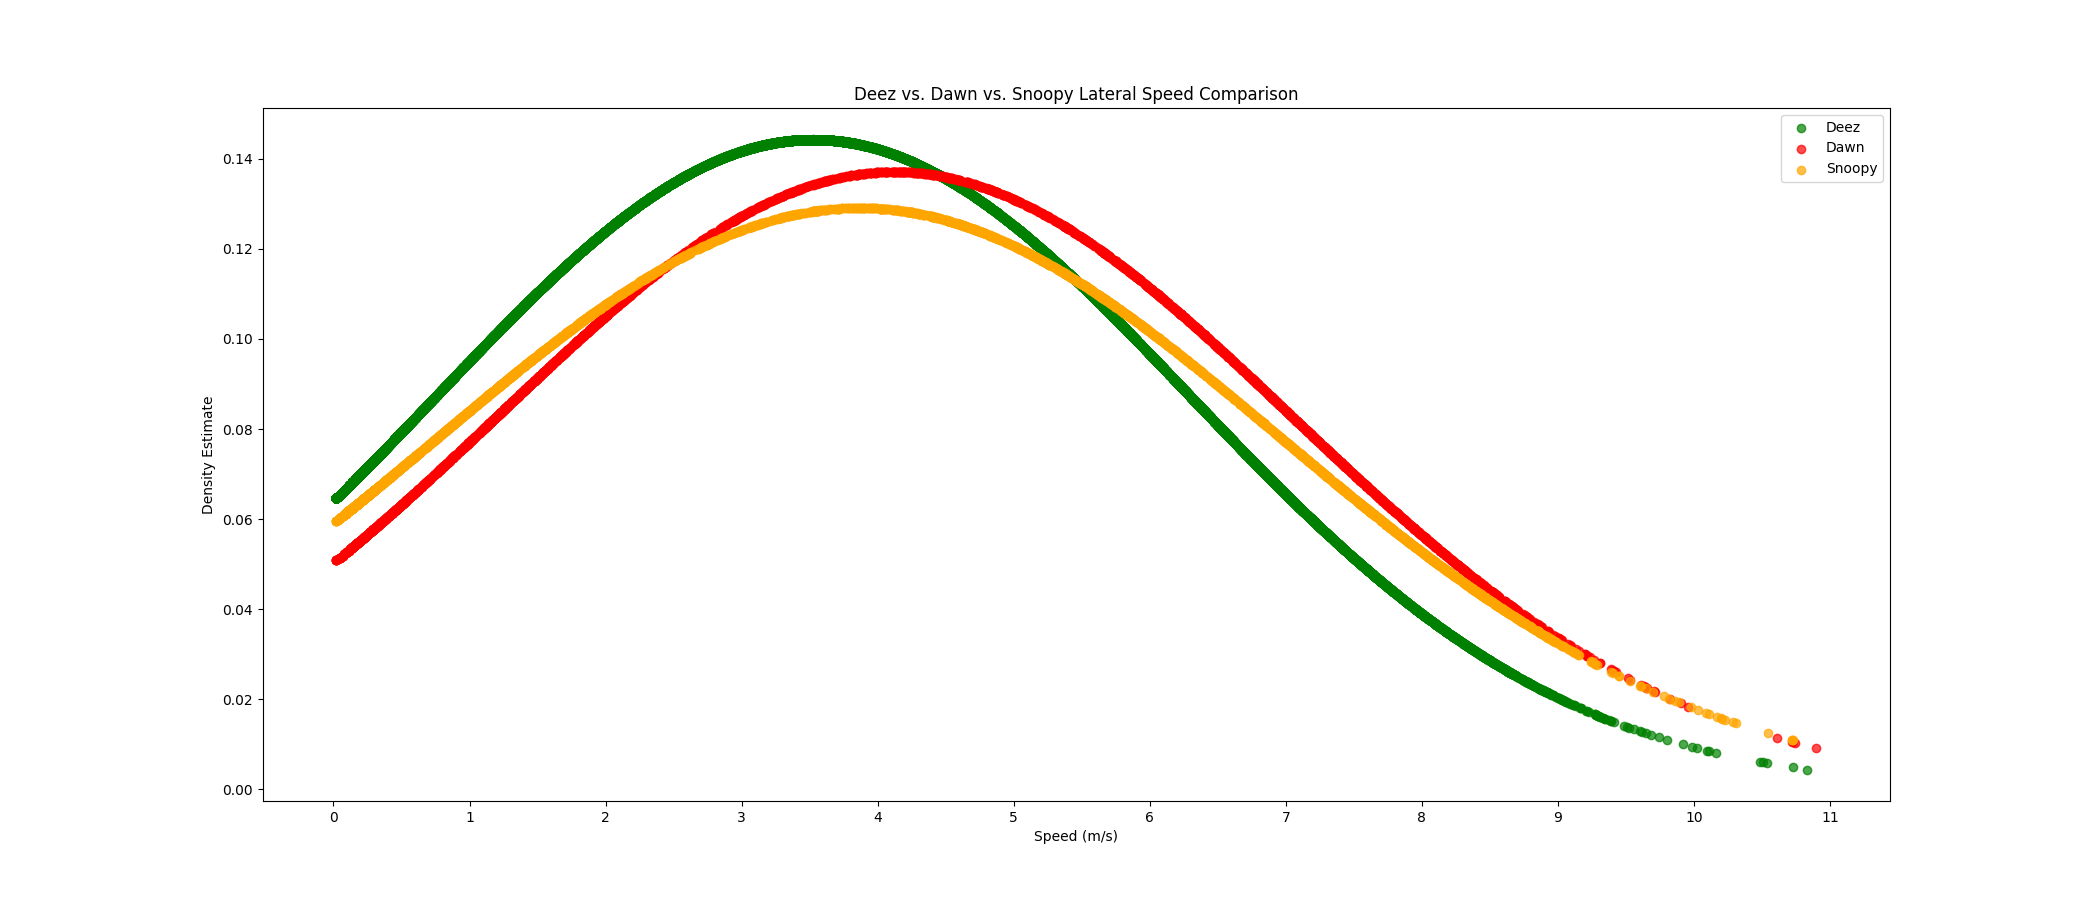 Deez vs. Dawn vs. Snoopy Lateral Speed Comparison
Deez
Dawn
Snoopy
Density Estimate
0.14
0.12
0.10
0.08
0.06
0.04
0.02
0.00
0 1 2 3 4 5 6 7 8 9 10 11
Speed (m/s)